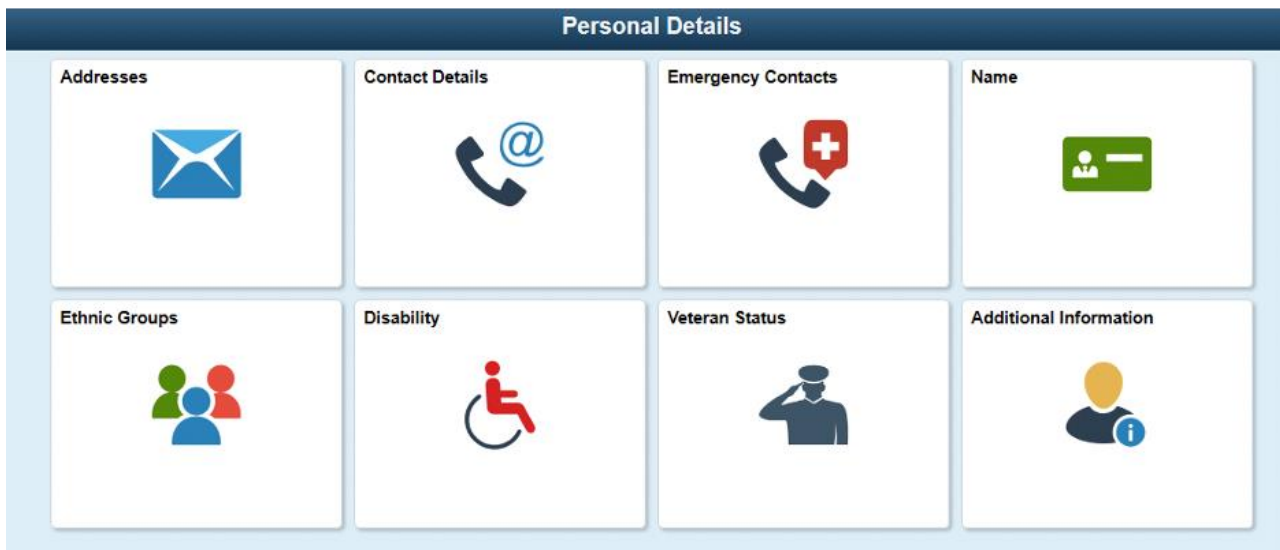 Personal Details
Addresses
Contact Details
Emergency Contacts
Name
@
Ethnic Groups
Disability
Veteran Status
Additional Information
i